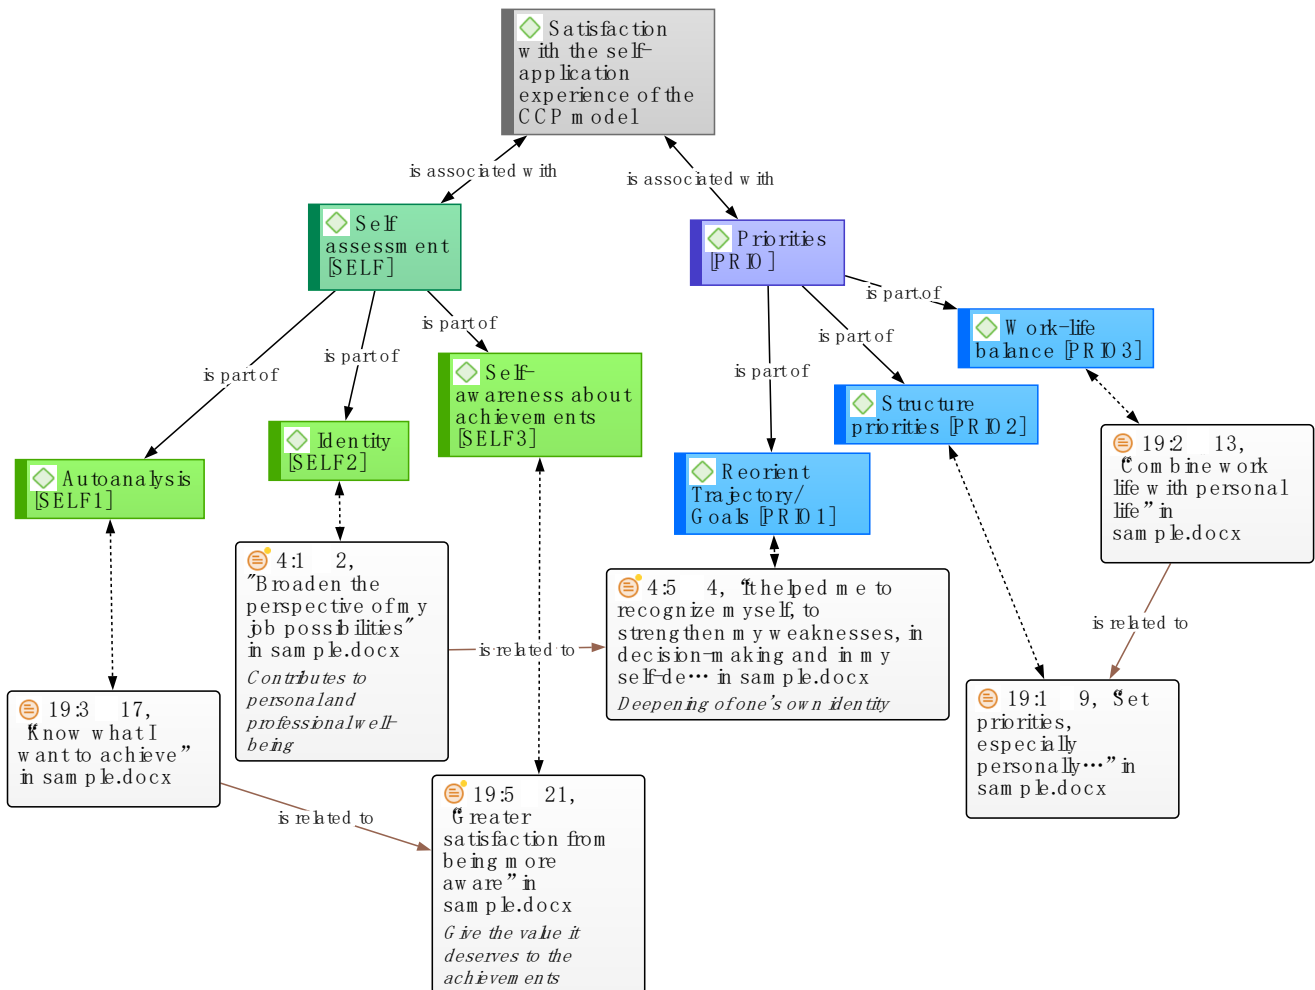 Satisfaction
with the self-
application
experience of the
CCP model
is associated with
is associated with
Self
assessment
[SELF]
Priorities
[PRIO]
is part of
is part of
is part of
is part of
is part of
is part of
Work-life
balance [PRIO3]
Self-
awareness about
achievements
[SELF3]
Structure
priorities [PRIO2]
Identity
[SELF2]
Autoanalysis
[SELF1]
Reorient
Trajectory/
Goals [PRIO1]
19:2 13,
“Combine work
life with personal
life” in
sample.docx
4:1 2,
"Broaden the
perspective of my
job possibilities"
in sample.docx
Contributes to
personal and
professional well-
being
is related to
4:5 4, “It helped me to
recognize myself, to
strengthen my weaknesses, in
decision-making and in my
self-de… in sample.docx
Deepening of one’s own identity
is related to
19:3 17,
“Know what I
want to achieve”
in sample.docx
19:1 9, “Set
priorities,
especially
personally…” in
sample.docx
is related to
19:5 21,
“Greater
satisfaction from
being more
aware” in
sample.docx
Give the value it
deserves to the
achievements